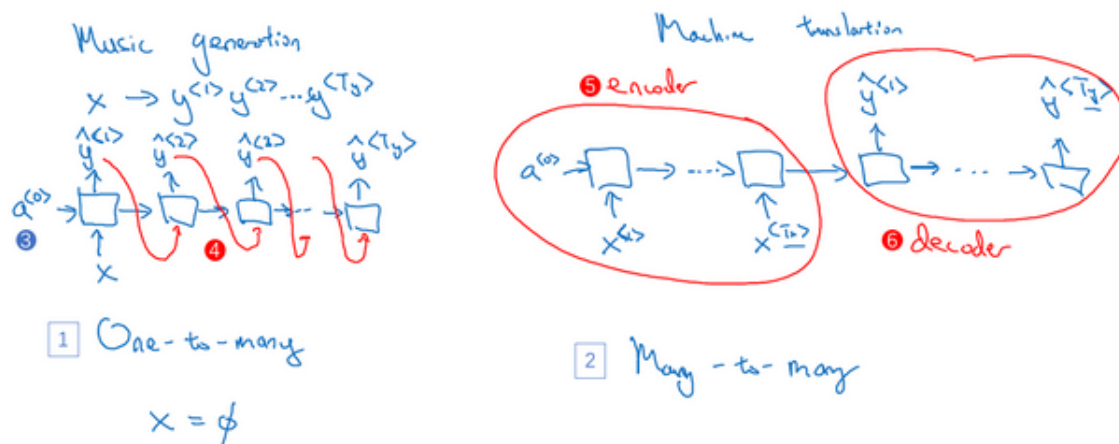 Music generation
x → y<1> y<2> ... y<Ty>
ŷ<1> ŷ<2> ŷ<3> ŷ<Ty>
a<0>
3
4
x
1 One-to-many
x = ϕ
Machine translation
5 encoder
ŷ<1> ŷ<Ty>
a<0>
x<1> x<Tx>
6 decoder
2 Many-to-many